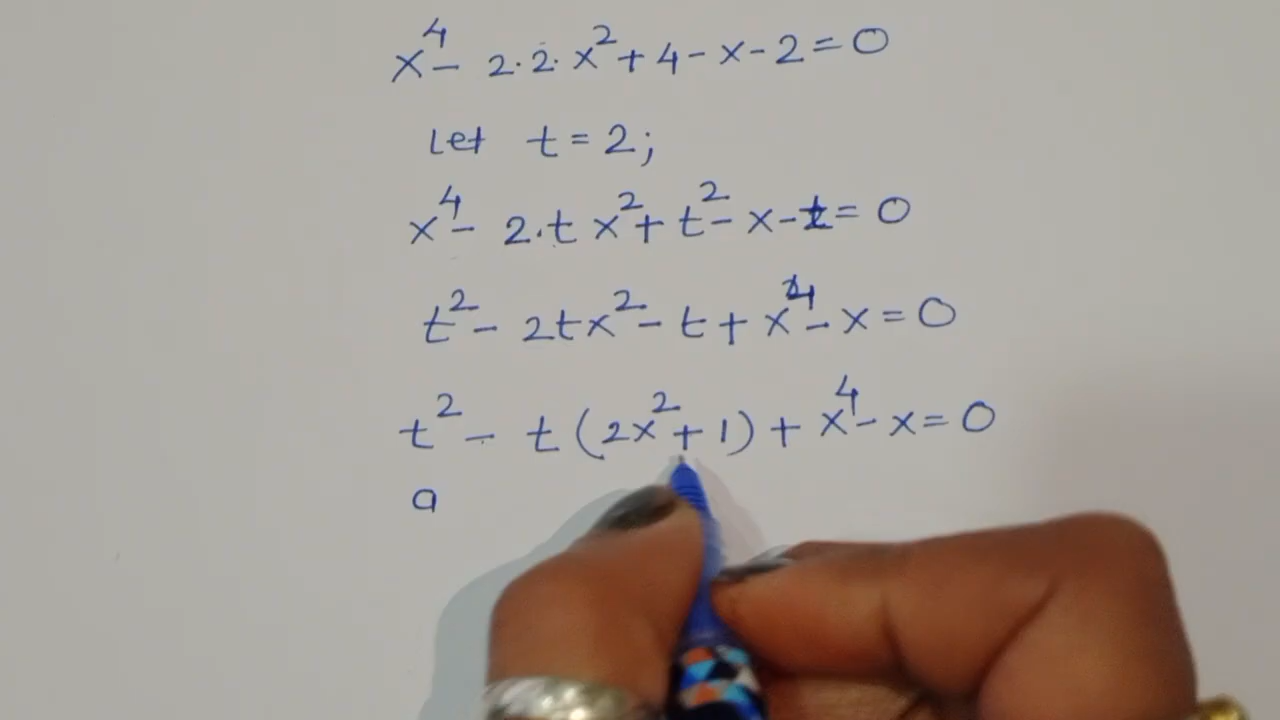 x⁴ - 2·2·x² + 4 - x - 2 = 0
Let t = 2;
x⁴ - 2·t x² + t² - x - t = 0
t² - 2tx² - t + x⁴ - x = 0
t² - t(2x² + 1) + x⁴ - x = 0
a